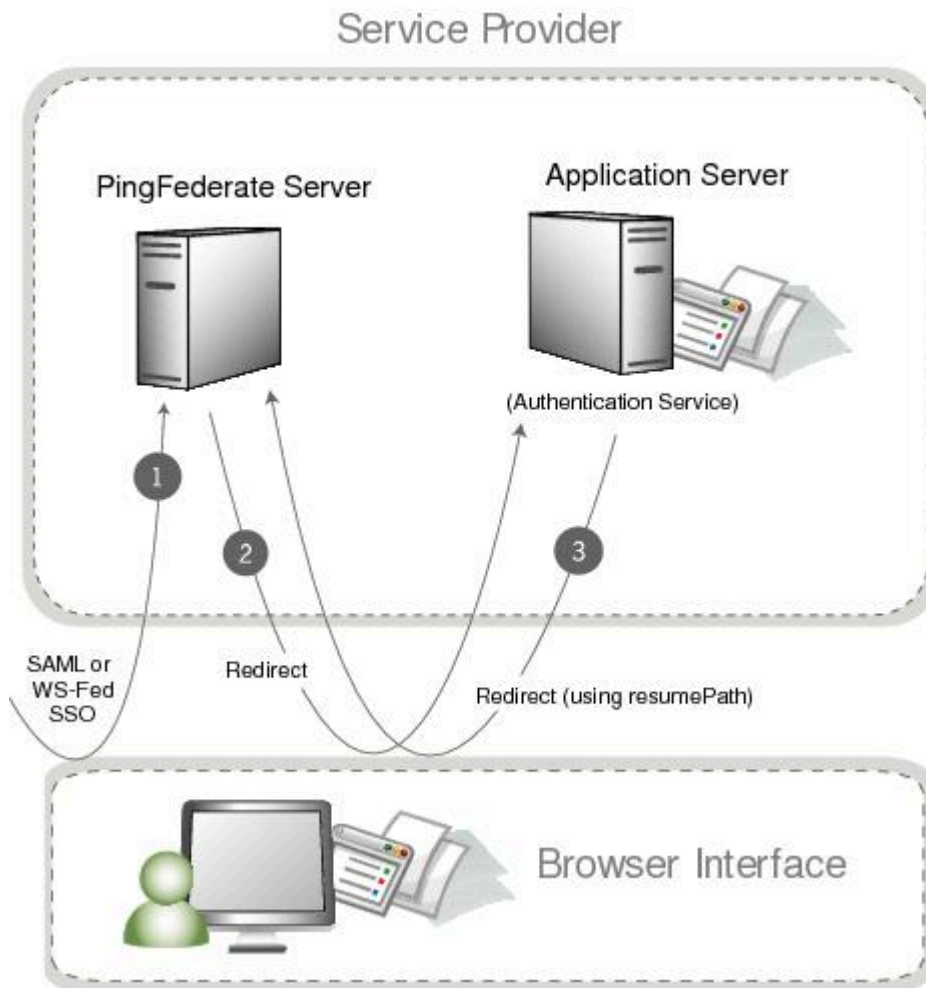 Service Provider
PingFederate Server
Application Server
(Authentication Service)
1
2
3
SAML or
WS-Fed
SSO
Redirect
Redirect (using resumePath)
Browser Interface